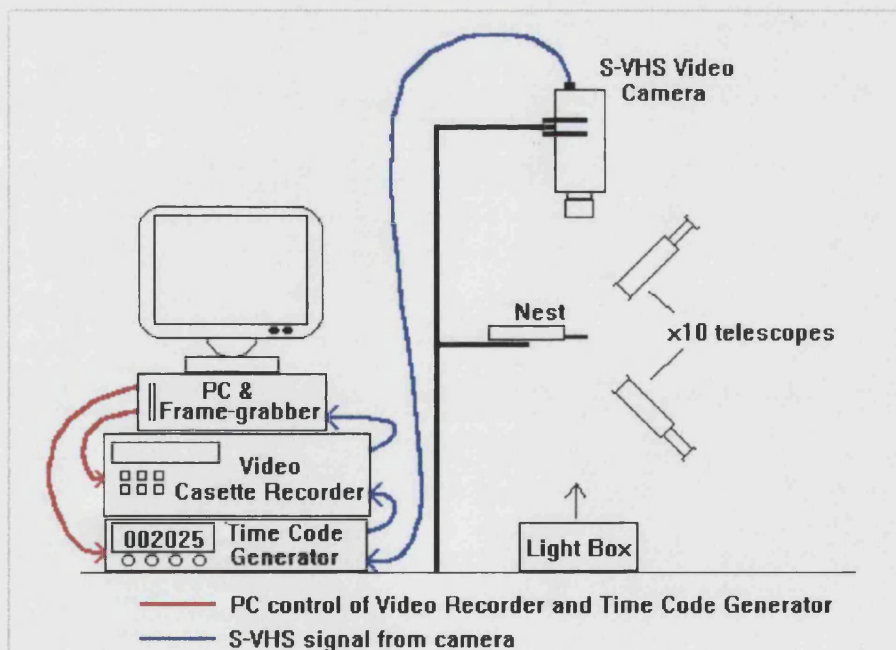 S-VHS Video
Camera
Nest
x10 telescopes
PC &
Frame-grabber
Video
Casette Recorder
002025
Time Code
Generator
Light Box
PC control of Video Recorder and Time Code Generator
S-VHS signal from camera